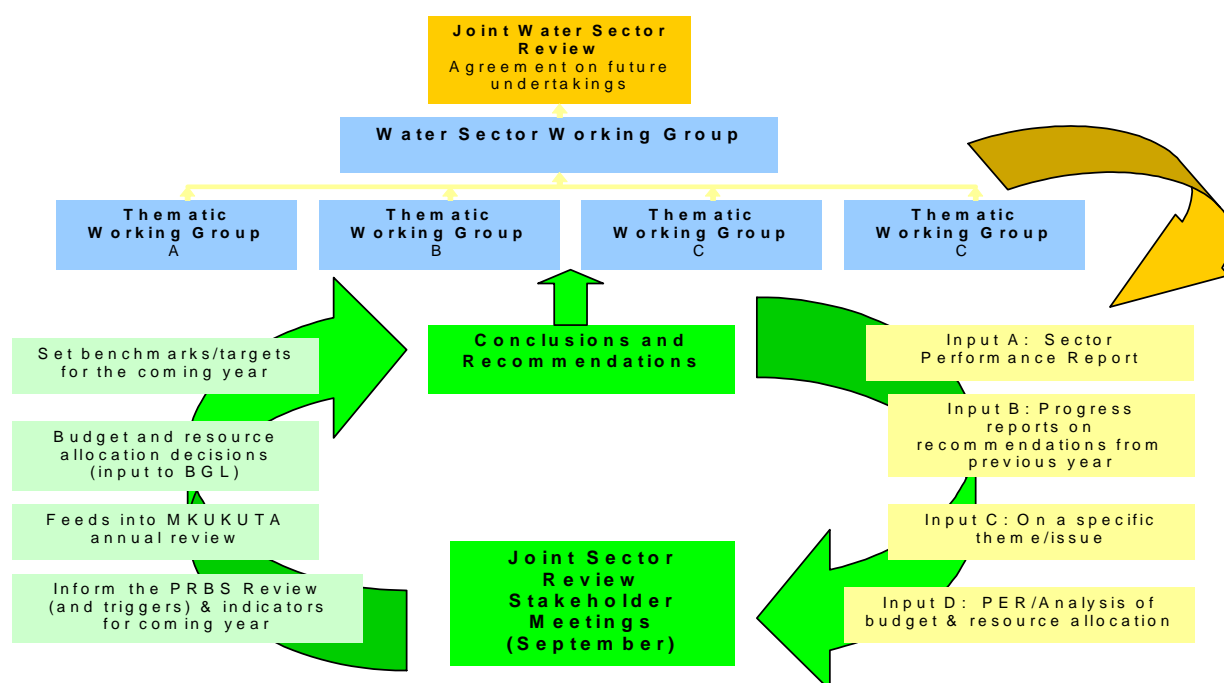 Joint Water Sector
Review
Agreement on future
undertakings
Water Sector Working Group
Thematic
Working Group
A
Thematic
Working Group
B
Thematic
Working Group
C
Thematic
Working Group
C
Conclusions and
Recommendations
Set benchmarks/targets
for the coming year
Budget and resource
allocation decisions
(input to BGL)
Feeds into MKUKUTA
annual review
Inform the PRBS Review
(and triggers) & indicators
for coming year
Joint Sector
Review
Stakeholder
Meetings
(September)
Input A: Sector
Performance Report
Input B: Progress
reports on
recommendations from
previous year
Input C: On a specific
theme/issue
Input D: PER/Analysis of
budget & resource allocation